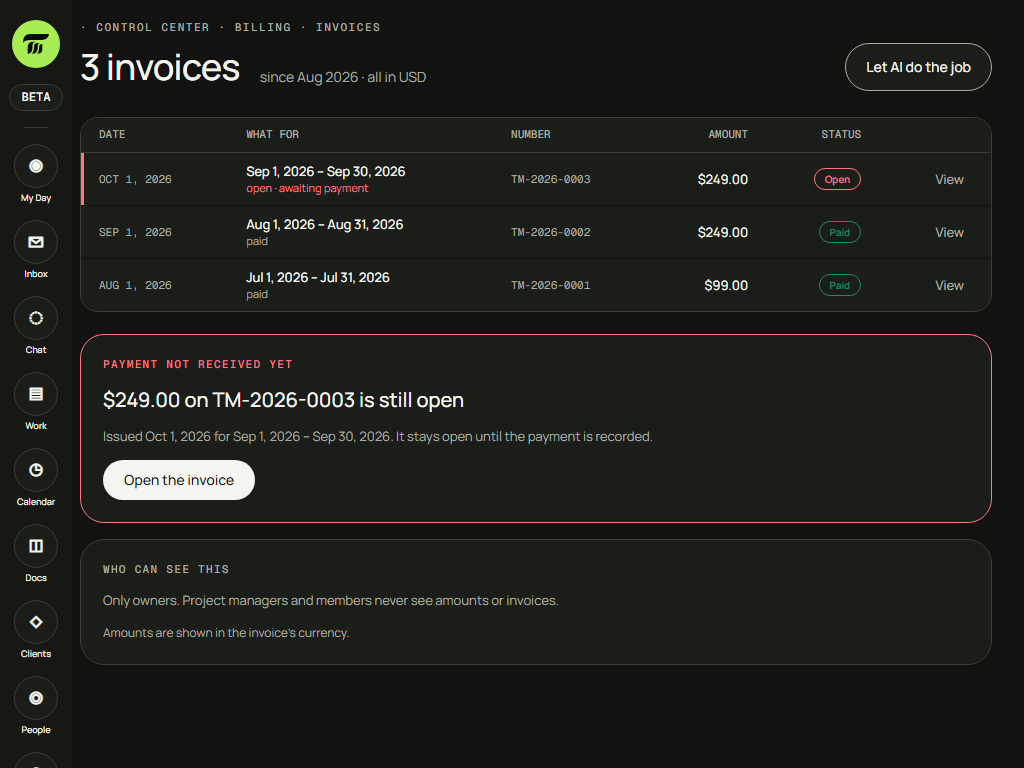 · CONTROL CENTER · BILLING · INVOICES
3 invoices since Aug 2026 · all in USD
Let AI do the job
BETA
My Day
Inbox
Chat
Work
Calendar
Docs
Clients
People
DATE WHAT FOR NUMBER AMOUNT STATUS
OCT 1, 2026 Sep 1, 2026 – Sep 30, 2026 TM-2026-0003 $249.00 Open View
open · awaiting payment
SEP 1, 2026 Aug 1, 2026 – Aug 31, 2026 TM-2026-0002 $249.00 Paid View
paid
AUG 1, 2026 Jul 1, 2026 – Jul 31, 2026 TM-2026-0001 $99.00 Paid View
paid
PAYMENT NOT RECEIVED YET
$249.00 on TM-2026-0003 is still open
Issued Oct 1, 2026 for Sep 1, 2026 – Sep 30, 2026. It stays open until the payment is recorded.
Open the invoice
WHO CAN SEE THIS
Only owners. Project managers and members never see amounts or invoices.
Amounts are shown in the invoice's currency.